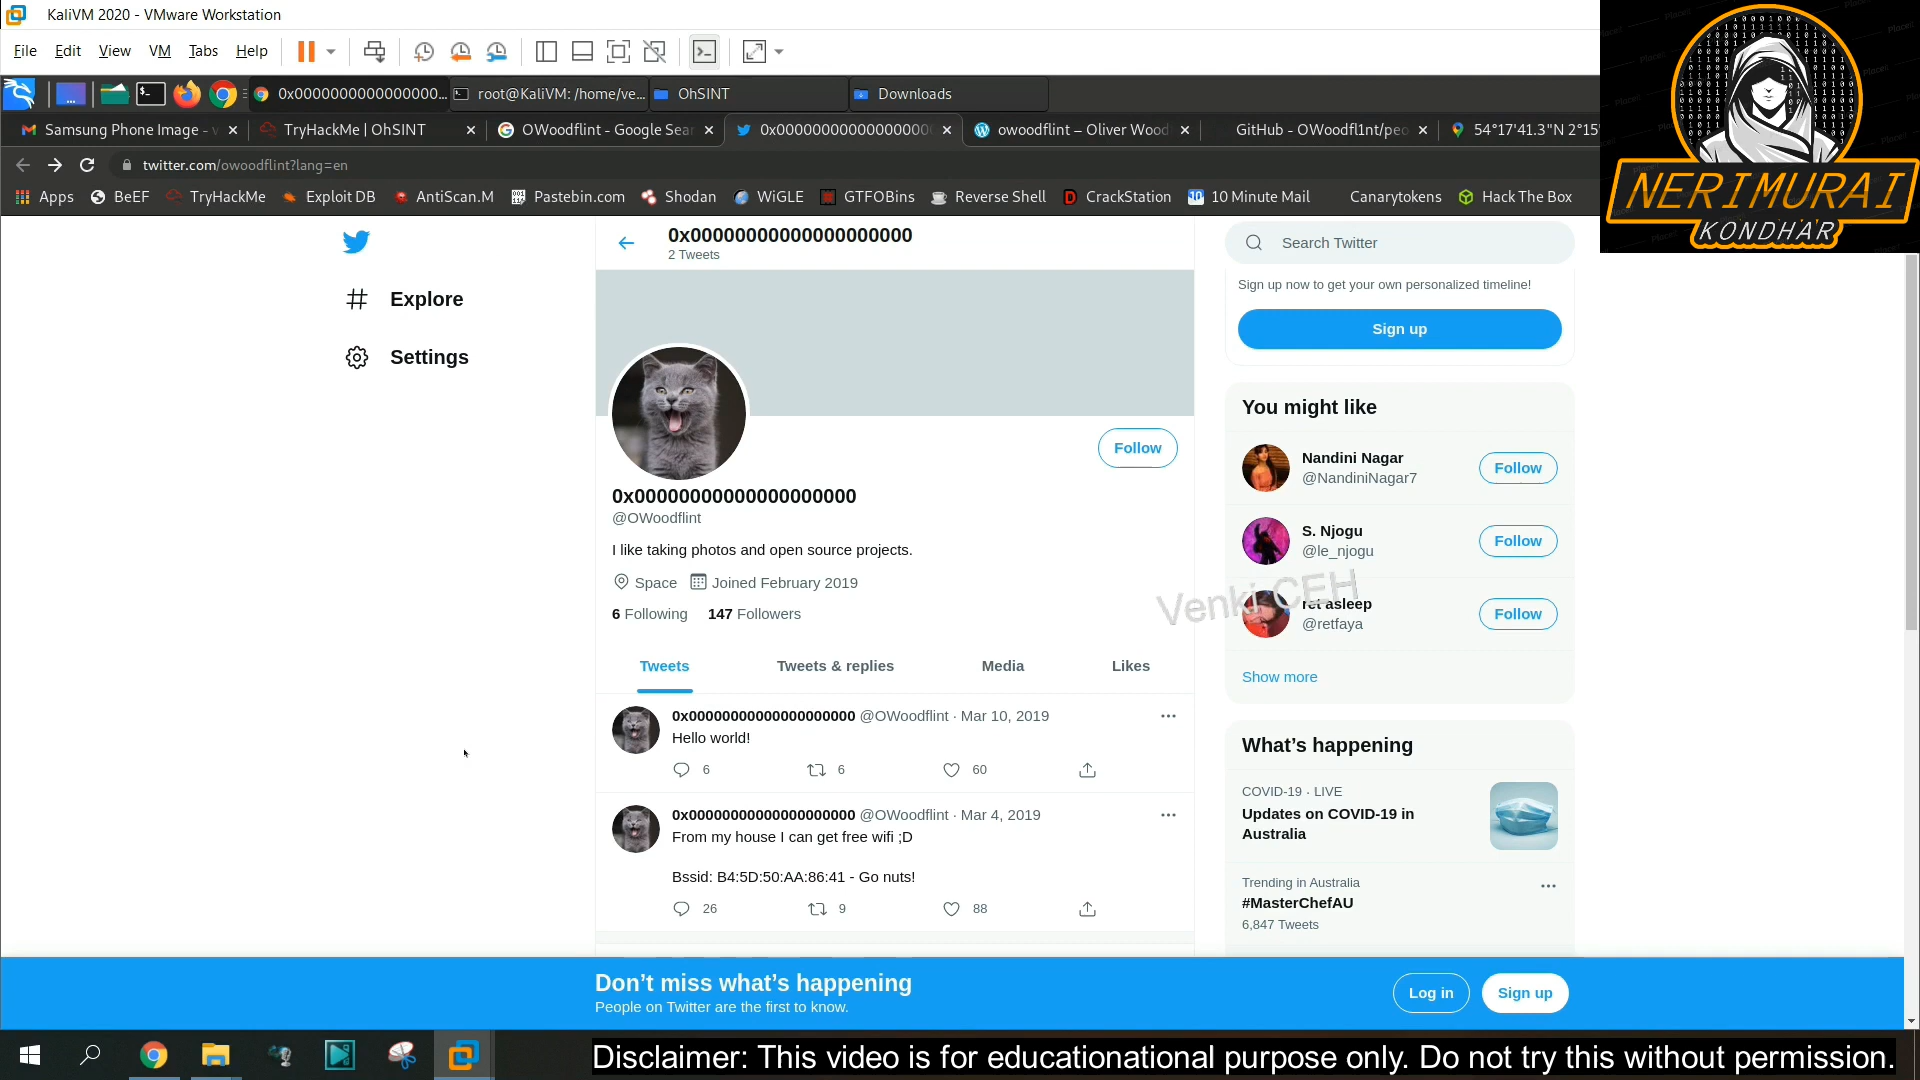 KaliVM 2020 - VMware Workstation
File Edit View VM Tabs Help
0x0000000000000000... root@KaliVM: /home/ve... OhSINT Downloads
Samsung Phone Image - TryHackMe | OhSINT OWoodflint - Google Sear 0x000000000000000000 owoodflint – Oliver Wood GitHub - OWoodfl1nt/peo 54°17'41.3"N 2°15'
twitter.com/owoodflint?lang=en
Apps BeEF TryHackMe Exploit DB AntiScan.M Pastebin.com Shodan WiGLE GTFOBins Reverse Shell CrackStation 10 Minute Mail Canarytokens Hack The Box
NERIMURAI
KONDHAR
0x00000000000000000000
2 Tweets
Explore
Settings
Search Twitter
Sign up now to get your own personalized timeline!
Sign up
Follow
0x00000000000000000000
@OWoodflint
I like taking photos and open source projects.
Space Joined February 2019
6 Following 147 Followers
Tweets Tweets & replies Media Likes
0x00000000000000000000 @OWoodflint · Mar 10, 2019
Hello world!
6 6 60
0x00000000000000000000 @OWoodflint · Mar 4, 2019
From my house I can get free wifi ;D
Bssid: B4:5D:50:AA:86:41 - Go nuts!
26 9 88
You might like
Nandini Nagar
@NandiniNagar7
Follow
S. Njogu
@le_njogu
Follow
Venki CEH
ret asleep
@retfaya
Follow
Show more
What's happening
COVID-19 · LIVE
Updates on COVID-19 in
Australia
Trending in Australia
#MasterChefAU
6,847 Tweets
Don't miss what's happening
People on Twitter are the first to know.
Log in Sign up
Disclaimer: This video is for educationational purpose only. Do not try this without permission.